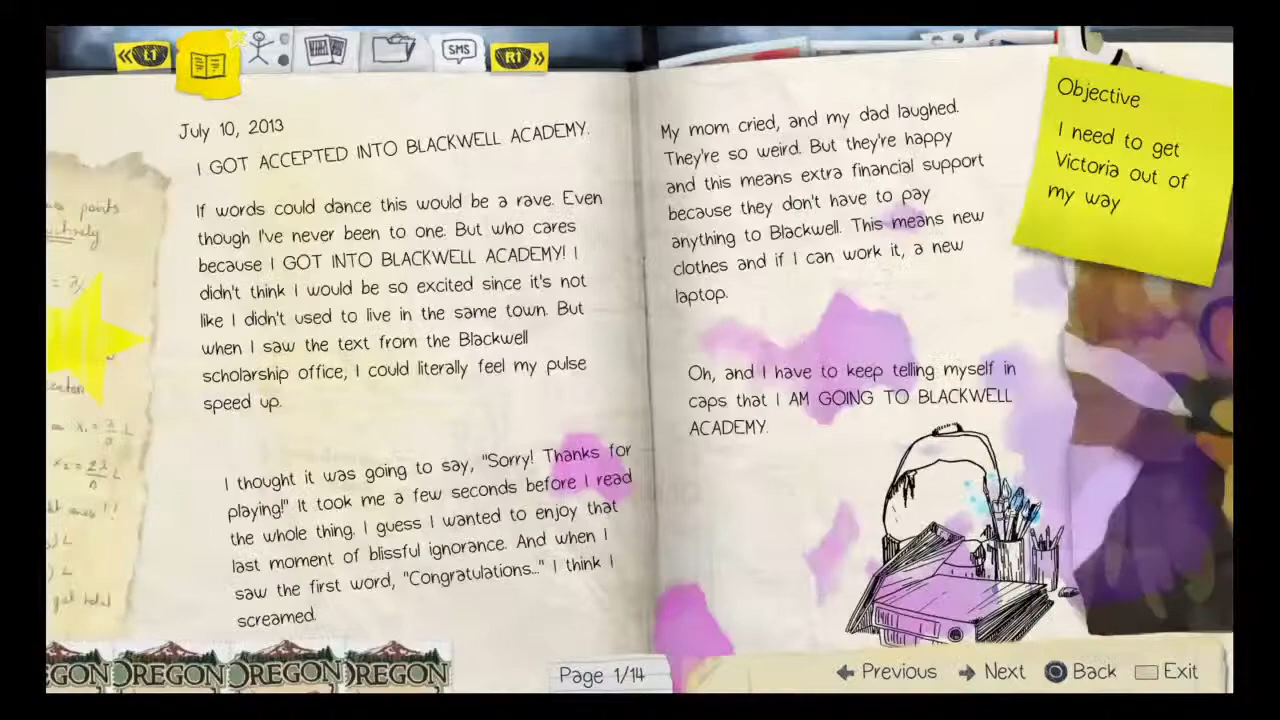 LT
SMS
RT
July 10, 2013
I GOT ACCEPTED INTO BLACKWELL ACADEMY.
If words could dance this would be a rave. Even
though I've never been to one. But who cares
because I GOT INTO BLACKWELL ACADEMY! I
didn't think I would be so excited since it's not
like I didn't used to live in the same town. But
when I saw the text from the Blackwell
scholarship office, I could literally feel my pulse
speed up.
I thought it was going to say, "Sorry! Thanks for
playing!" It took me a few seconds before I read
the whole thing. I guess I wanted to enjoy that
last moment of blissful ignorance. And when I
saw the first word, "Congratulations..." I think I
screamed.
My mom cried, and my dad laughed.
They're so weird. But they're happy
and this means extra financial support
because they don't have to pay
anything to Blackwell. This means new
clothes and if I can work it, a new
laptop.
Oh, and I have to keep telling myself in
caps that I AM GOING TO BLACKWELL
ACADEMY.
Objective
I need to get
Victoria out of
my way
points
EGON OREGON OREGON OREGON
Page 1/14
Previous Next Back Exit